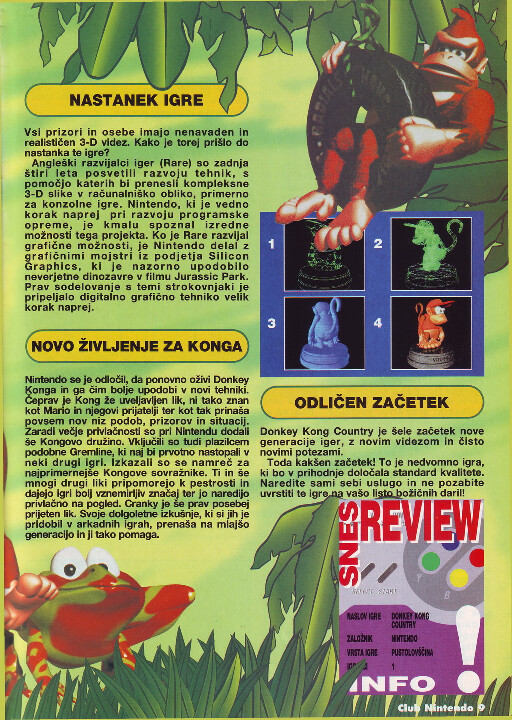 NASTANEK IGRE
Vsi prizori in osebe imajo nenavaden in
realističen 3-D videz. Kako je torej prišlo do
nastanka te igre?
Angleški razvijalci iger (Rare) so zadnja
štiri leta posvetili razvoju tehnik, s
pomočjo katerih bi prenesli kompleksne
3-D slike v računalniško obliko, primerno
za konzolne igre. Nintendo, ki je vedno
korak naprej pri razvoju programske
opreme, je kmalu spoznal izredne
možnosti tega projekta. Ko je Rare razvijal
grafične možnosti, je Nintendo delal z
grafičnimi mojstri iz podjetja Silicon
Graphics, ki je nazorno upodobilo
neverjetne dinozavre v filmu Jurassic Park.
Prav sodelovanje s temi strokovnjaki je
pripeljalo digitalno grafično tehniko velik
korak naprej.
NOVO ŽIVLJENJE ZA KONGA
Nintendo se je odločil, da ponovno oživi Donkey
Konga in ga čim bolje upodobi v novi tehniki.
Čeprav je Kong že uveljavljen lik, ni tako znan
kot Mario in njegovi prijatelji ter kot tak prinaša
povsem nov niz podob, prizorov in situacij.
Zaradi večje privlačnosti so pri Nintendu dodali
še Kongovo družino. Vključili so tudi plazilcem
podobne Gremline, ki naj bi prvotno nastopali v
neki drugi igri. Izkazali so se namreč za
najprimernejše Kongove sovražnike. Ti in še
mnogi drugi liki pripomorejo k pestrosti in
dajejo igri bolj vznemirljiv značaj ter jo naredijo
privlačno na pogled. Cranky je še prav posebej
prijeten lik. Svoje dolgoletne izkušnje, ki si jih je
pridobil v arkadnih igrah, prenaša na mlajšo
generacijo in ji tako pomaga.
1
2
3
4
ODLIČEN ZAČETEK
Donkey Kong Country je šele začetek nove
generacije iger, z novim videzom in čisto
novimi potezami.
Toda kakšen začetek! To je nedvomno igra,
ki bo v prihodnje določala standard kvalitete.
Naredite sami sebi uslugo in ne pozabite
uvrstiti te igre na vašo listo božičnih daril!
SNES
REVIEW
SELECT START
Y
B
NASLOV IGRE DONKEY KONG
COUNTRY
ZALOŽNIK NINTENDO
VRSTA IGRE PUSTOLOVŠČINA
1
INFO !
Club Nintendo 9